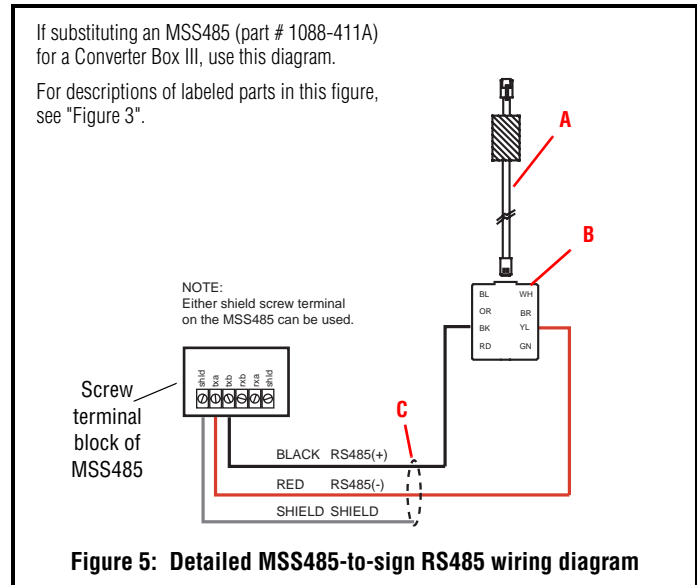 If substituting an MSS485 (part # 1088-411A)
for a Converter Box III, use this diagram.
For descriptions of labeled parts in this figure,
see "Figure 3".
A
B
BL WH
OR BR
BK YL
RD GN
NOTE:
Either shield screw terminal
on the MSS485 can be used.
shld txa txb rxb rxa shld
Screw
terminal
block of
MSS485
C
BLACK RS485(+)
RED RS485(-)
SHIELD SHIELD
Figure 5: Detailed MSS485-to-sign RS485 wiring diagram